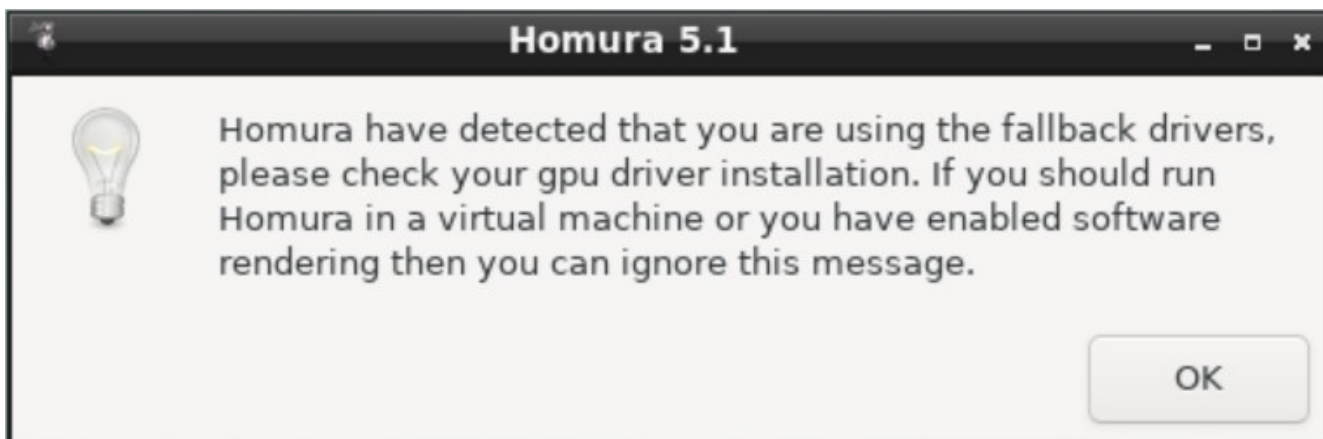 Homura 5.1
Homura have detected that you are using the fallback drivers,
please check your gpu driver installation. If you should run
Homura in a virtual machine or you have enabled software
rendering then you can ignore this message.
OK